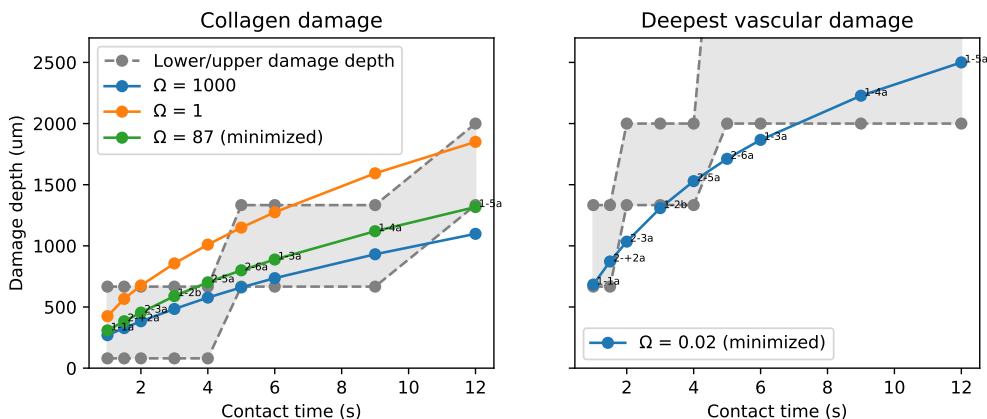 Collagen damage
Deepest vascular damage
Damage depth (um)
2500
2000
1500
1000
500
0
Lower/upper damage depth
Ω = 1000
Ω = 1
Ω = 87 (minimized)
1-1a
2-+2a
2-3a
1-2b
2-5a
2-6a
1-3a
1-4a
1-5a
2
4
6
8
10
12
Contact time (s)
1-1a
2-+2a
2-3a
1-2b
2-5a
2-6a
1-3a
1-4a
1-5a
Ω = 0.02 (minimized)
2
4
6
8
10
12
Contact time (s)